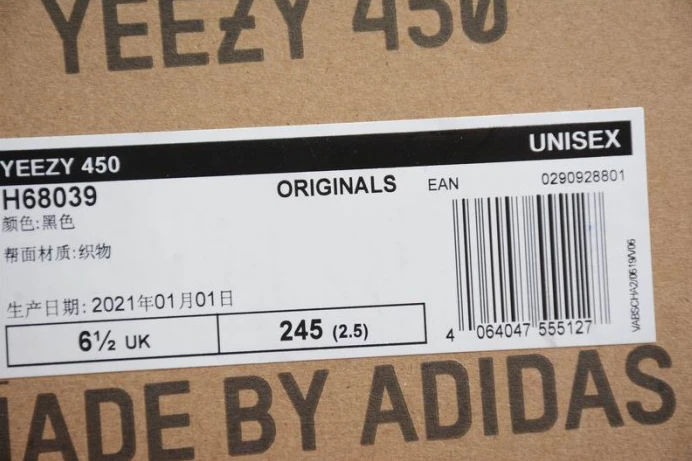 YEEZY 450
YEEZY 450
UNISEX
H68039
ORIGINALS
EAN
0290928801
颜色:黑色
帮面材质:织物
生产日期: 2021年01月01日
6½ UK
245 (2.5)
4 064047 555127
MADE BY ADIDAS